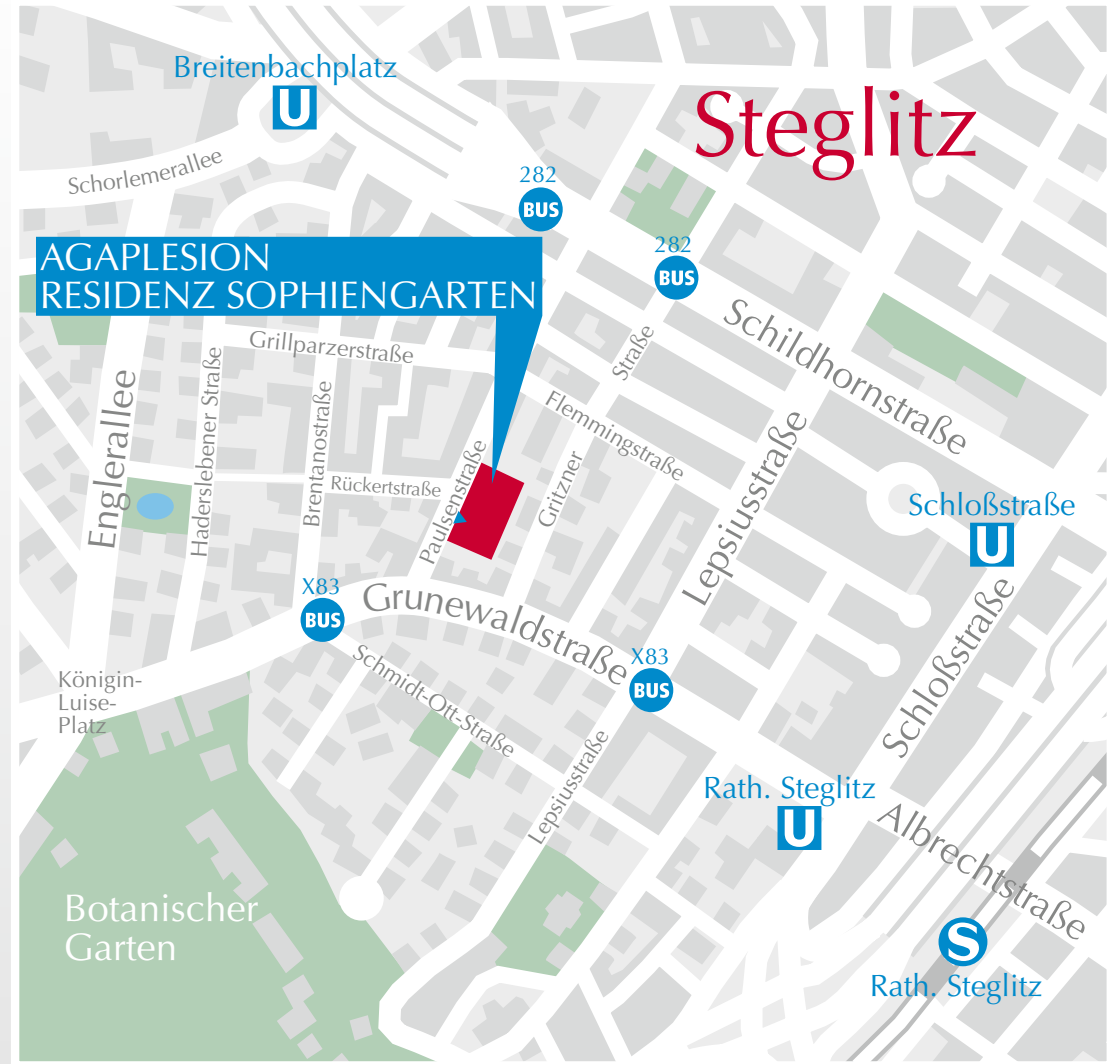 Breitenbachplatz
U
Steglitz
Schorlemerallee
282
BUS
282
BUS
AGAPLESION
RESIDENZ SOPHIENGARTEN
Schildhornstraße
Straße
Grillparzerstraße
Englerallee
Haderslebener Straße
Brentanostraße
Flemmingstraße
Lepsiusstraße
Paulsenstraße
Rückertstraße
Gritzner
Schloßstraße
U
X83
BUS
Grunewaldstraße
Schloßstraße
X83
BUS
Schmidt-Ott-Straße
Königin-
Luise-
Platz
Lepsiusstraße
Rath. Steglitz
U
Albrechtstraße
Botanischer
Garten
S
Rath. Steglitz